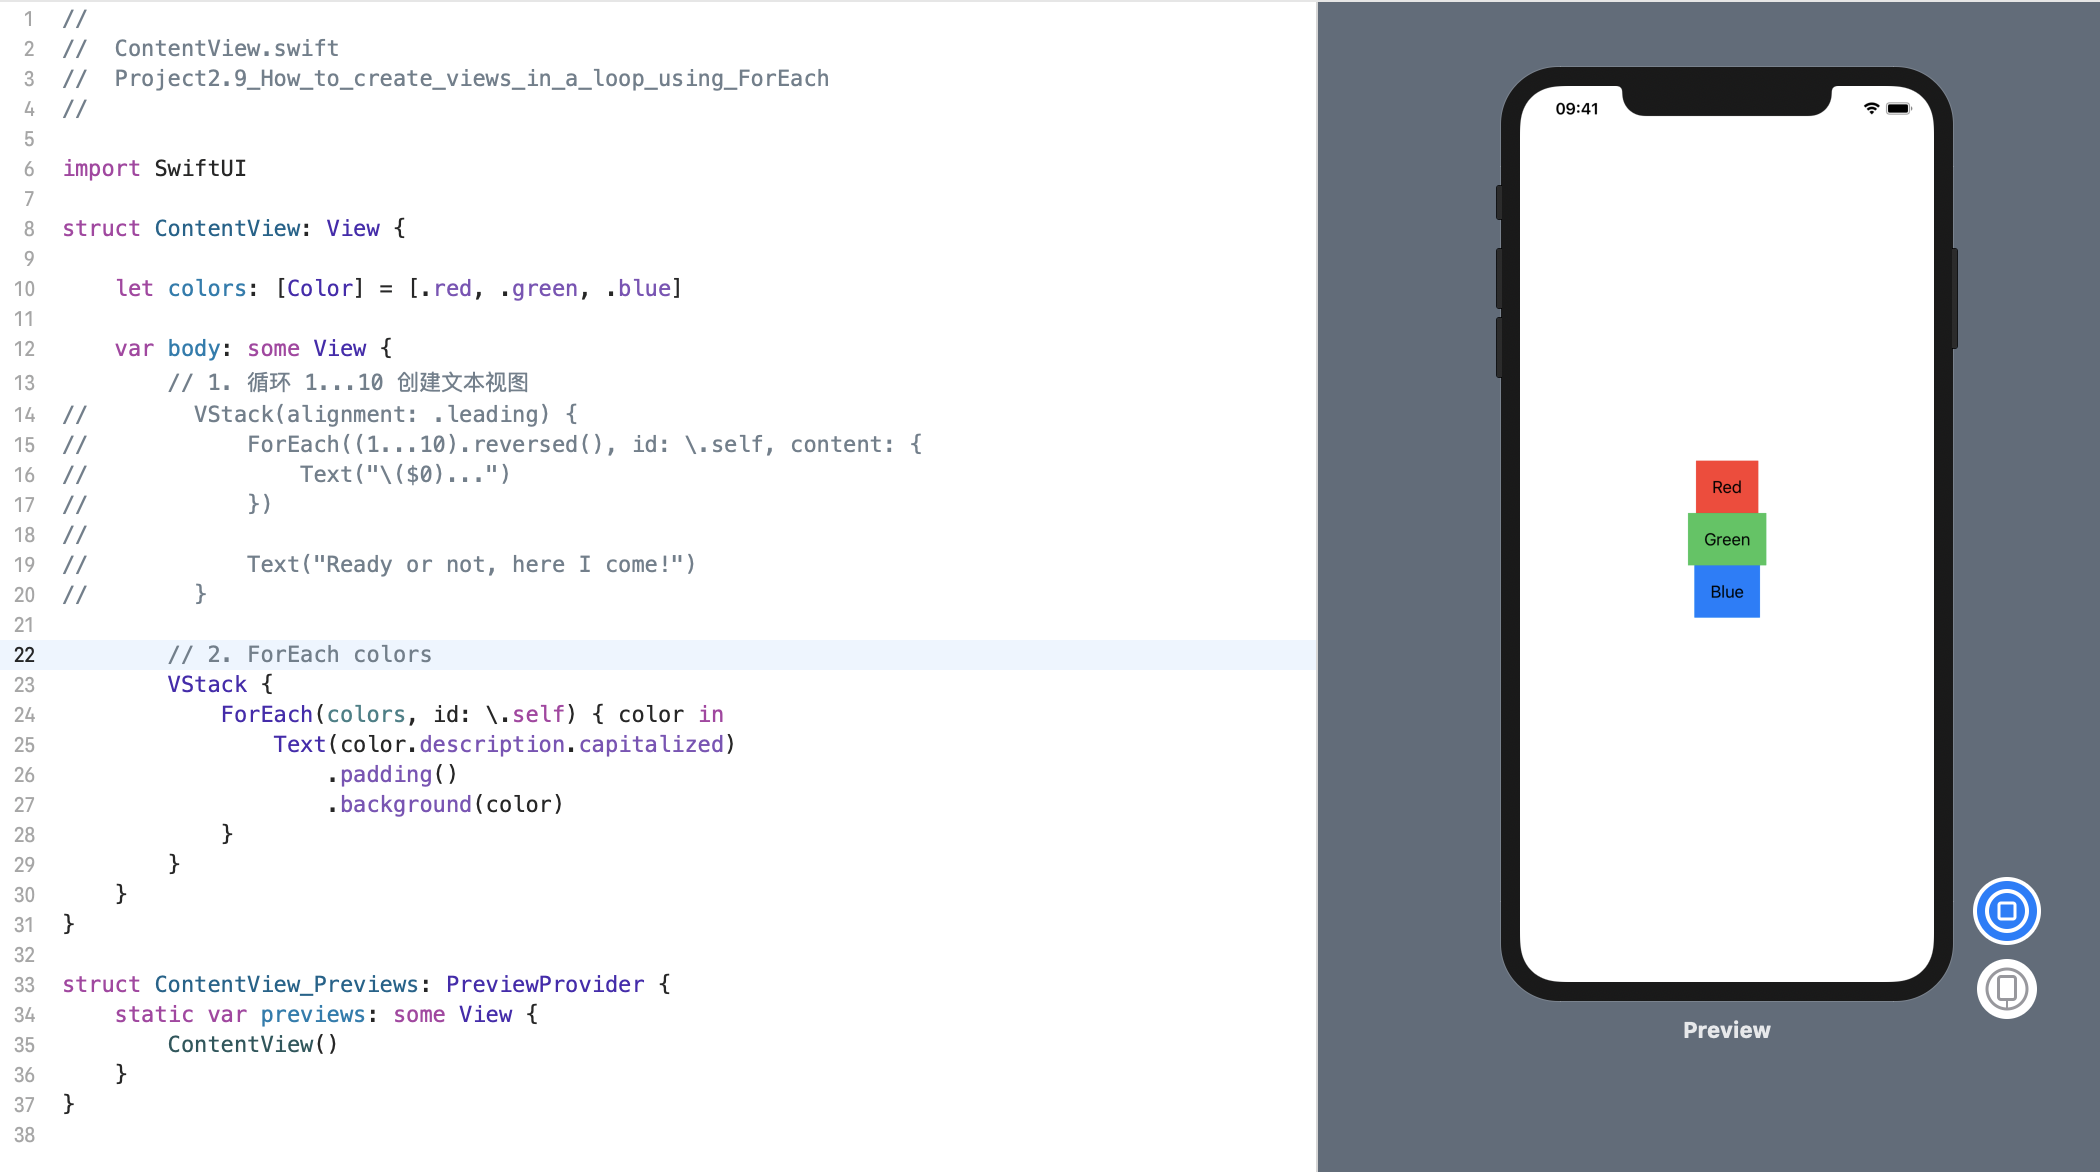 1 //
2 //  ContentView.swift
3 //  Project2.9_How_to_create_views_in_a_loop_using_ForEach
4 //
5
6 import SwiftUI
7
8 struct ContentView: View {
9
10     let colors: [Color] = [.red, .green, .blue]
11
12     var body: some View {
13         // 1. 循环 1...10 创建文本视图
14 //        VStack(alignment: .leading) {
15 //            ForEach((1...10).reversed(), id: \.self, content: {
16 //                Text("\($0)...")
17 //            })
18 //
19 //            Text("Ready or not, here I come!")
20 //        }
21
22         // 2. ForEach colors
23         VStack {
24             ForEach(colors, id: \.self) { color in
25                 Text(color.description.capitalized)
26                     .padding()
27                     .background(color)
28             }
29         }
30     }
31 }
32
33 struct ContentView_Previews: PreviewProvider {
34     static var previews: some View {
35         ContentView()
36     }
37 }
38
09:41
Red
Green
Blue
Preview